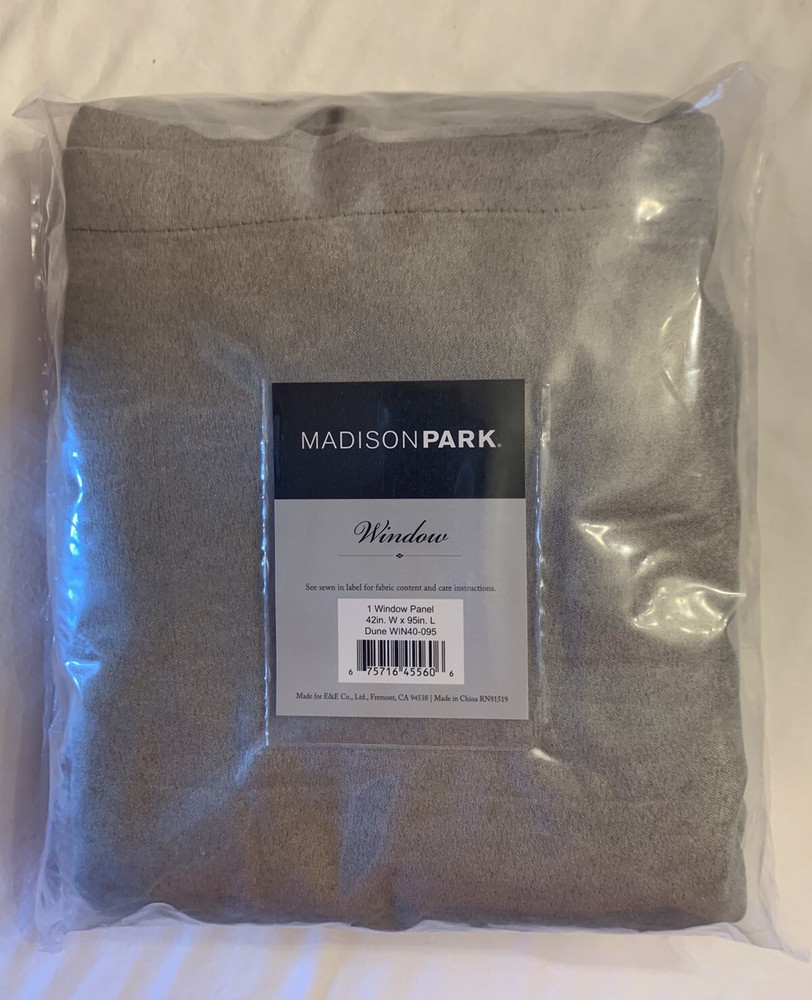 MADISONPARK®
Window
See sewn in label for fabric content and care instructions.
1 Window Panel
42in. W x 95in. L
Dune WIN40-095
6 75716 45560 6
Made for E&E Co., Ltd., Fremont, CA 94538 | Made in China RN91519